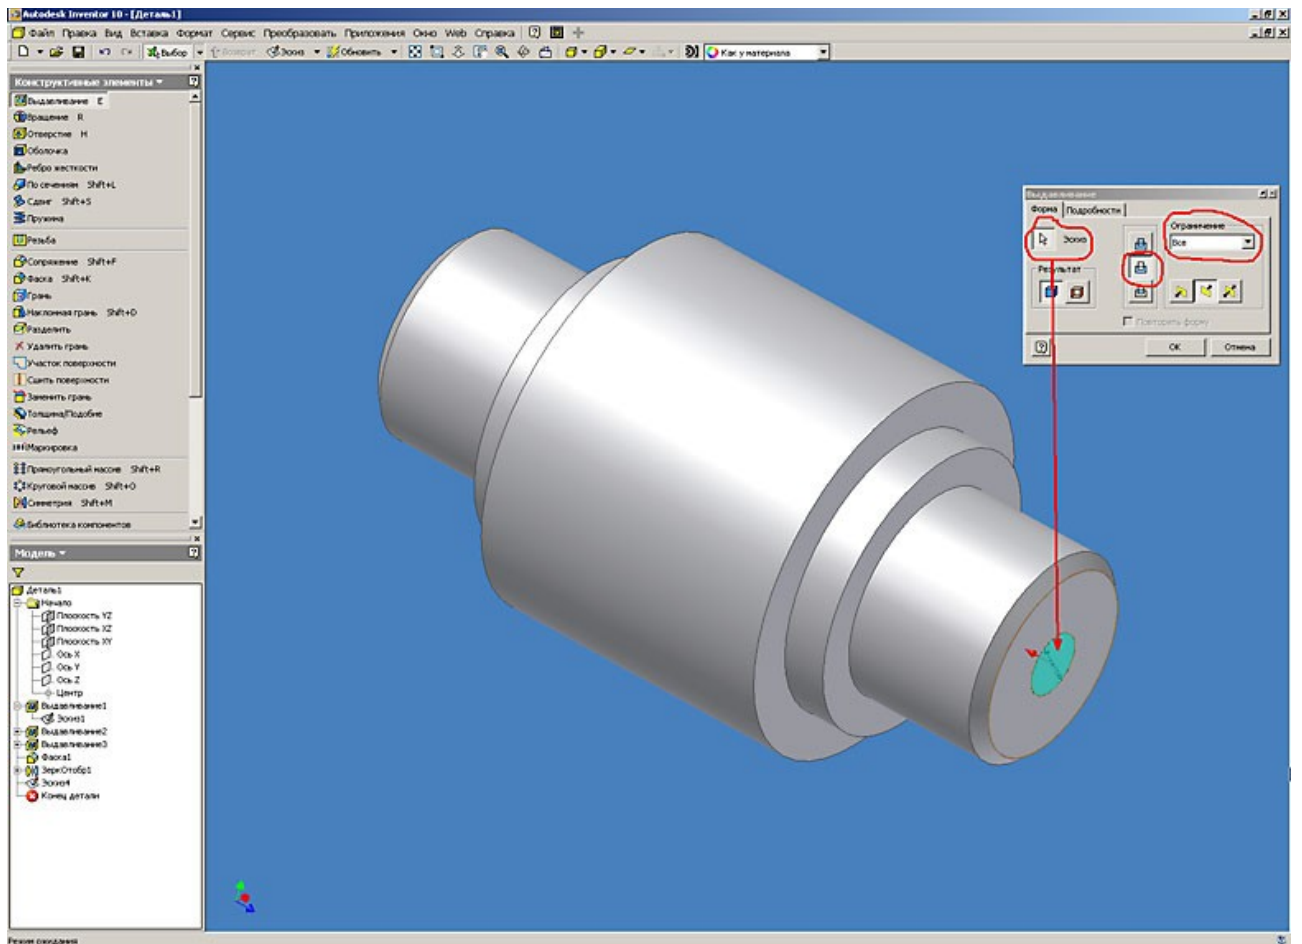 Autodesk Inventor 10 - [Деталь1]
Файл Правка Вид Вставка Формат Сервис Преобразовать Приложения Окно Web Справка
Выбор Возврат Эскиз Обновить Как у материала
Конструктивные элементы
Выдавливание E
Вращение R
Отверстие H
Оболочка
Ребро жесткости
По сечениям Shift+L
Сдвиг Shift+S
Пружина
Резьба
Сопряжение Shift+F
Фаска Shift+K
Грань
Наклонная грань Shift+D
Разделить
Удалить грань
Участок поверхности
Сшить поверхности
Заменить грань
Толщина/Подобие
Рельеф
Маркировка
Прямоугольный массив Shift+R
Круговой массив Shift+O
Симметрия Shift+M
Библиотека компонентов
Модель
Деталь1
Начало
Плоскость YZ
Плоскость XZ
Плоскость XY
Ось X
Ось Y
Ось Z
Центр
Выдавливание1
Эскиз1
Выдавливание2
Выдавливание3
Фаска1
ЗеркОтобр1
Эскиз4
Конец детали
Режим ожидания
Выдавливание
Форма Подробности
Эскиз
Ограничение
Все
Результат
Повторить форму
ОК Отмена